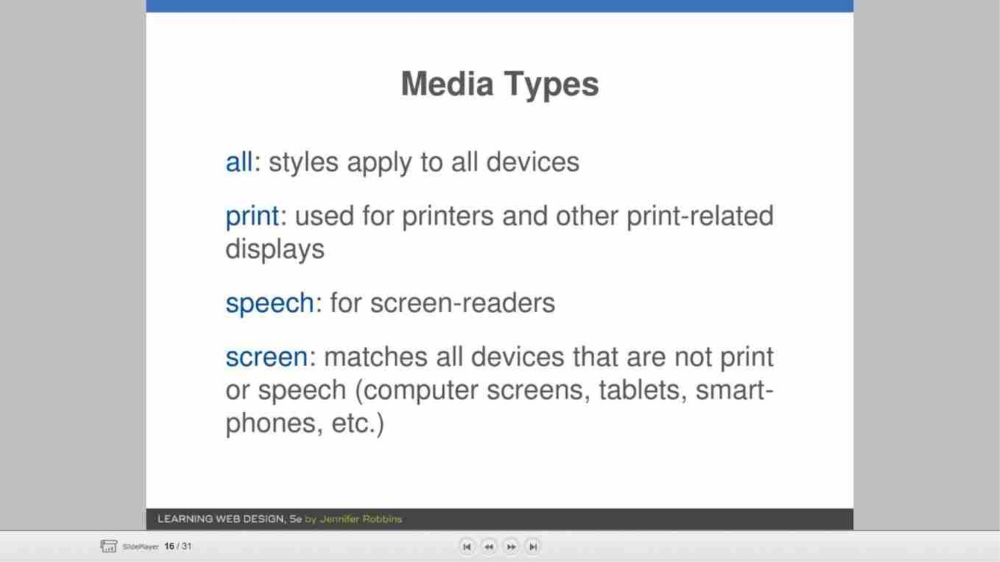 Media Types
all: styles apply to all devices
print: used for printers and other print-related
displays
speech: for screen-readers
screen: matches all devices that are not print
or speech (computer screens, tablets, smart-
phones, etc.)
LEARNING WEB DESIGN, 5e by Jennifer Robbins
SlidePlayer 16 / 31